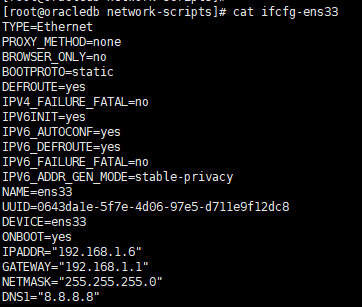 [root@oracledb network-scripts]# cat ifcfg-ens33
TYPE=Ethernet
PROXY_METHOD=none
BROWSER_ONLY=no
BOOTPROTO=static
DEFROUTE=yes
IPV4_FAILURE_FATAL=no
IPV6INIT=yes
IPV6_AUTOCONF=yes
IPV6_DEFROUTE=yes
IPV6_FAILURE_FATAL=no
IPV6_ADDR_GEN_MODE=stable-privacy
NAME=ens33
UUID=0643da1e-5f7e-4d06-97e5-d711e9f12dc8
DEVICE=ens33
ONBOOT=yes
IPADDR="192.168.1.6"
GATEWAY="192.168.1.1"
NETMASK="255.255.255.0"
DNS1="8.8.8.8"